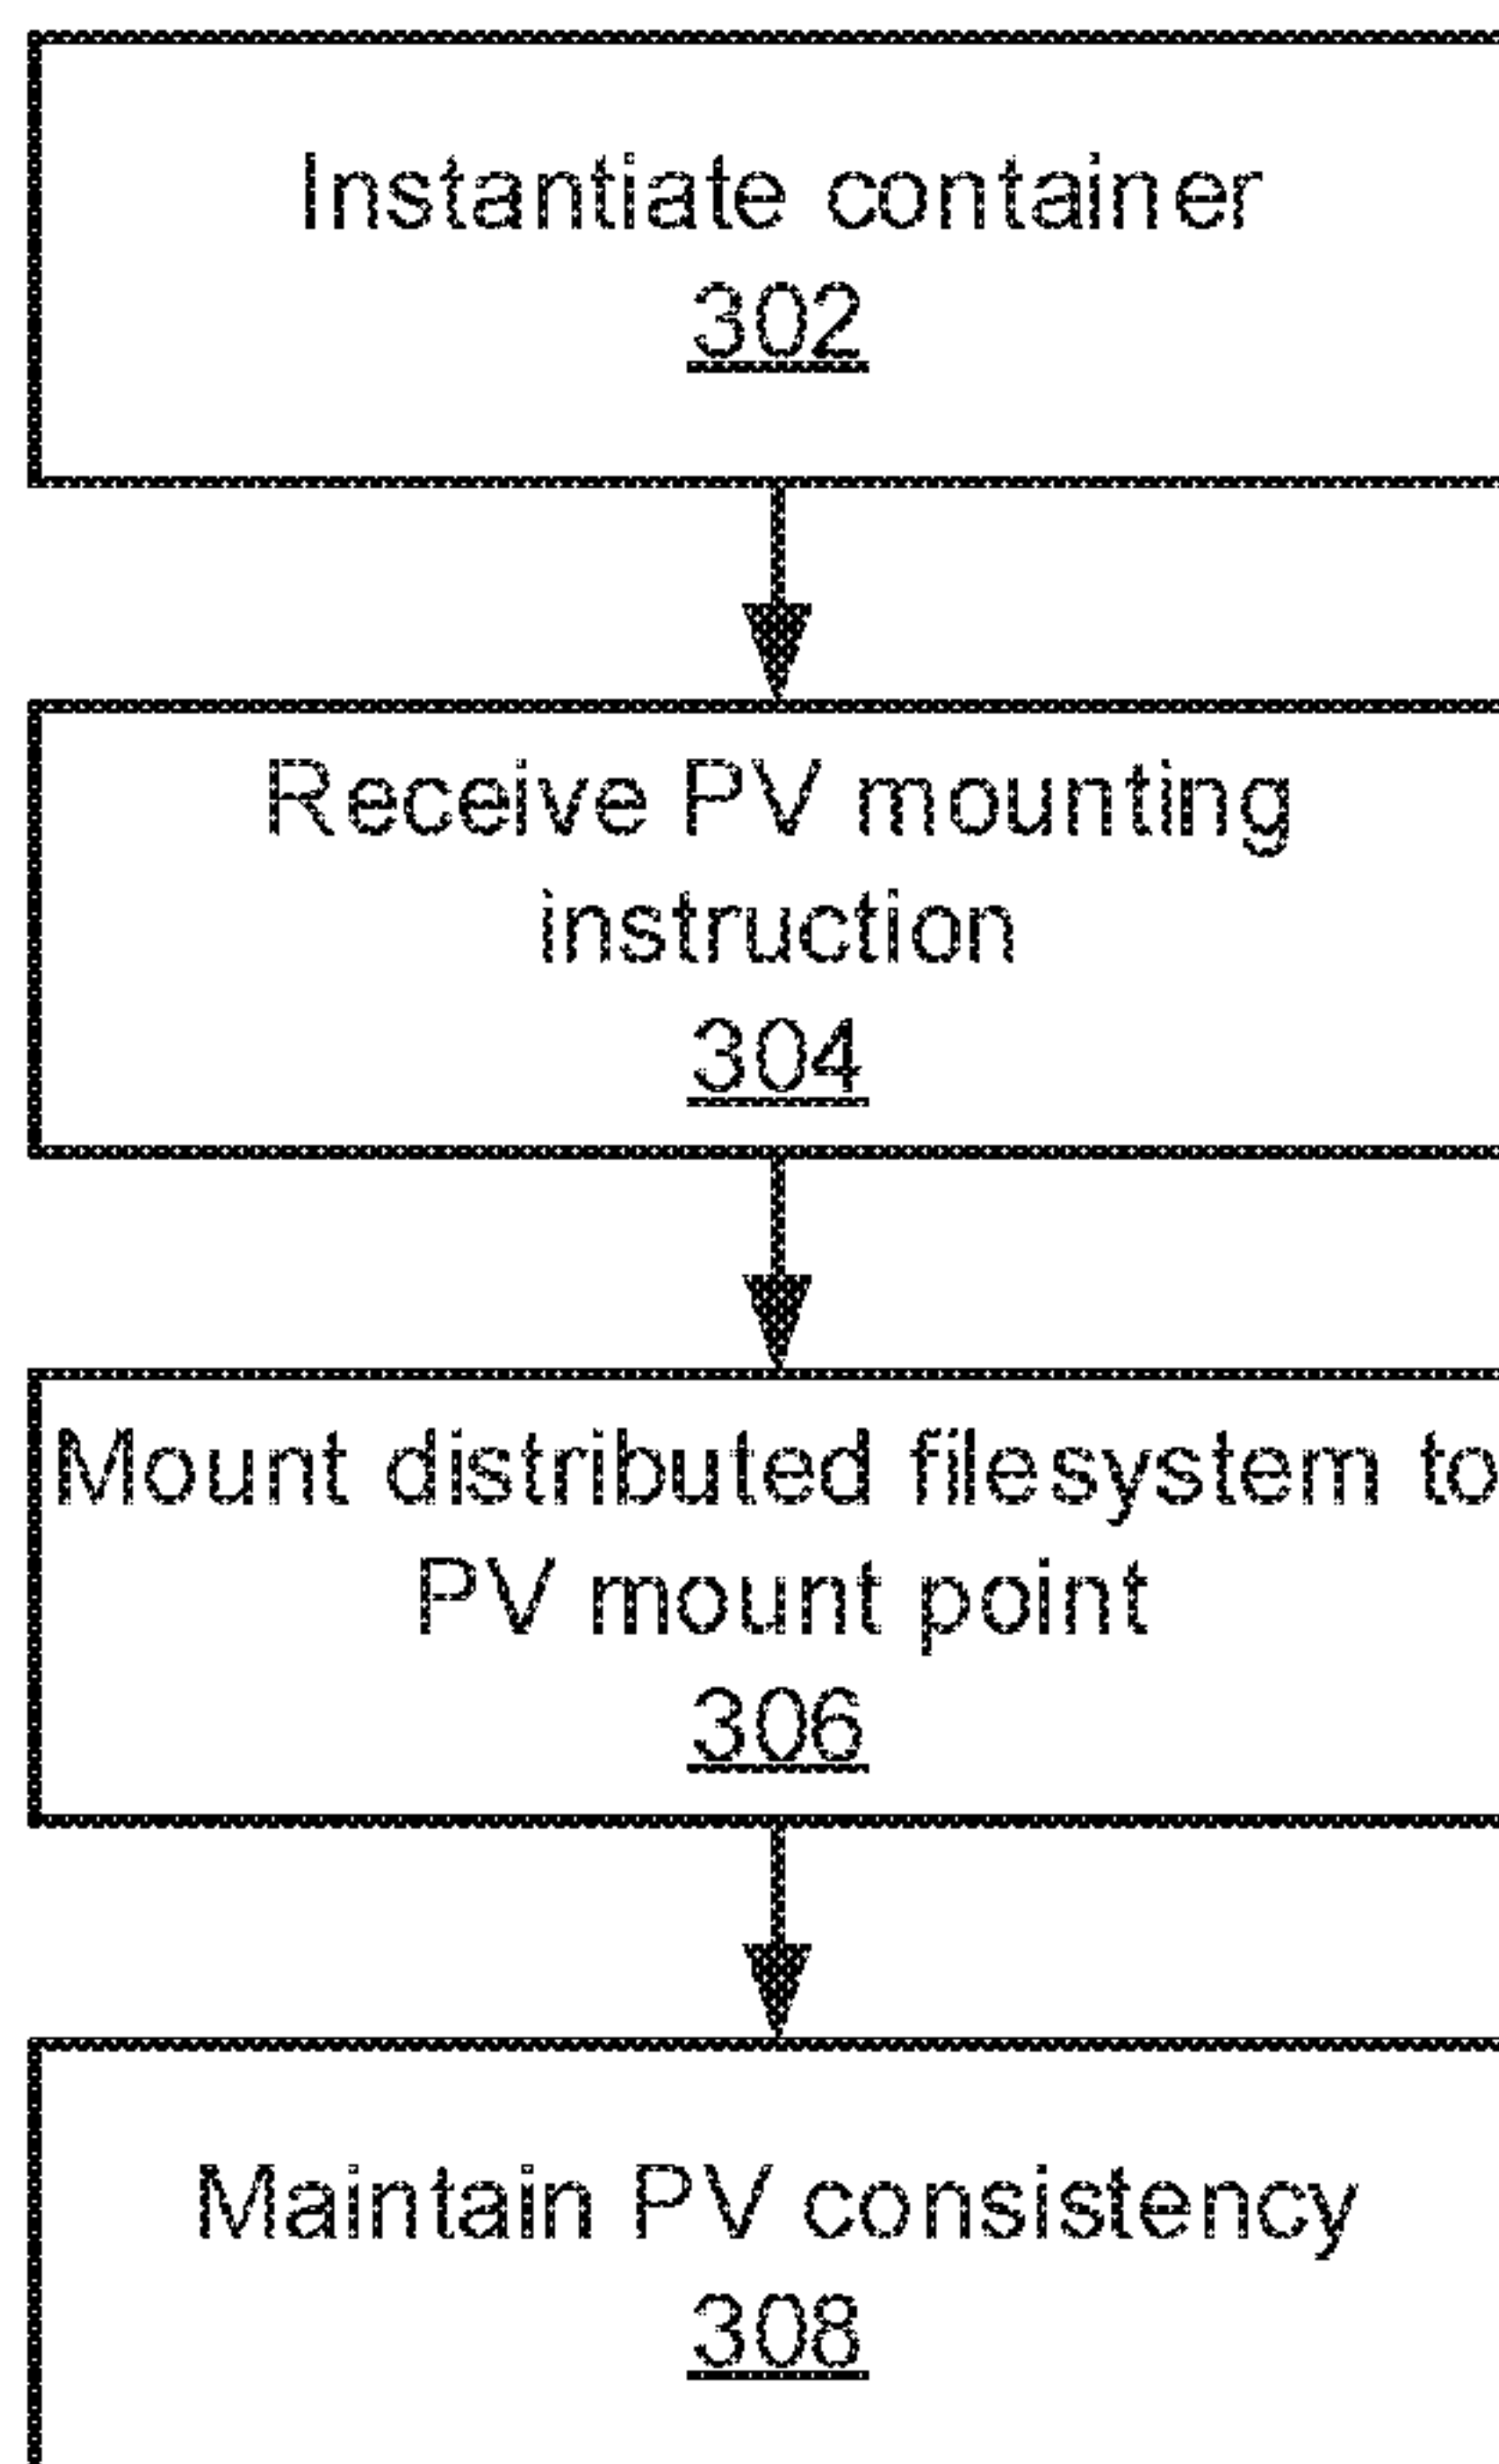 Instantiate container
302
Receive PV mounting
instruction
304
Mount distributed filesystem to
PV mount point
306
Maintain PV consistency
308